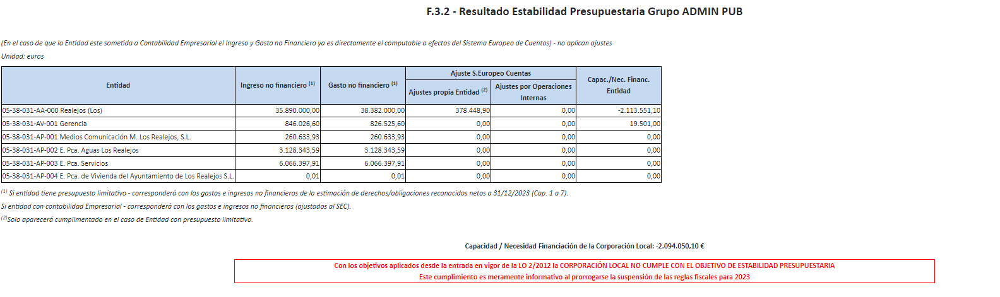 F.3.2 - Resultado Estabilidad Presupuestaria Grupo ADMIN PUB
(En el caso de que la Entidad este sometida a Contabilidad Empresarial el Ingreso y Gasto no Financiero ya es directamente el computable a efectos del Sistema Europeo de Cuentas) - no aplican ajustes
Unidad: euros
Entidad Ingreso no financiero (1) Gasto no financiero (1) Ajuste S.Europeo Cuentas Capac./Nec. Financ. Entidad
Ajustes propia Entidad (2) Ajustes por Operaciones Internas
05-38-031-AA-000 Realejos (Los) 35.890.000,00 38.382.000,00 378.448,90 0,00 -2.113.551,10
05-38-031-AV-001 Gerencia 846.026,60 826.525,60 0,00 0,00 19.501,00
05-38-031-AP-001 Medios Comunicación M. Los Realejos, S.L. 260.633,93 260.633,93 0,00 0,00 0,00
05-38-031-AP-002 E. Pca. Aguas Los Realejos 3.128.343,59 3.128.343,59 0,00 0,00 0,00
05-38-031-AP-003 E. Pca. Servicios 6.066.397,91 6.066.397,91 0,00 0,00 0,00
05-38-031-AP-004 E. Pca. de Vivienda del Ayuntamiento de Los Realejos S.L. 0,01 0,01 0,00 0,00 0,00
(1) Si entidad tiene presupuesto limitativo - corresponderá con los gastos e ingresos no financieros de la estimación de derechos/obligaciones reconocidos netos a 31/12/2023 (Cap. 1 a 7).
Si entidad con contabilidad Empresarial - corresponderá con los gastos e ingresos no financieros (ajustados al SEC).
(2)Solo aparecerá cumplimentado en el caso de Entidad con presupuesto limitativo.
Capacidad / Necesidad Financiación de la Corporación Local: -2.094.050,10 €
Con los objetivos aplicados desde la entrada en vigor de la LO 2/2012 la CORPORACIÓN LOCAL NO CUMPLE CON EL OBJETIVO DE ESTABILIDAD PRESUPUESTARIA
Este cumplimiento es meramente informativo al prorrogarse la suspensión de las reglas fiscales para 2023